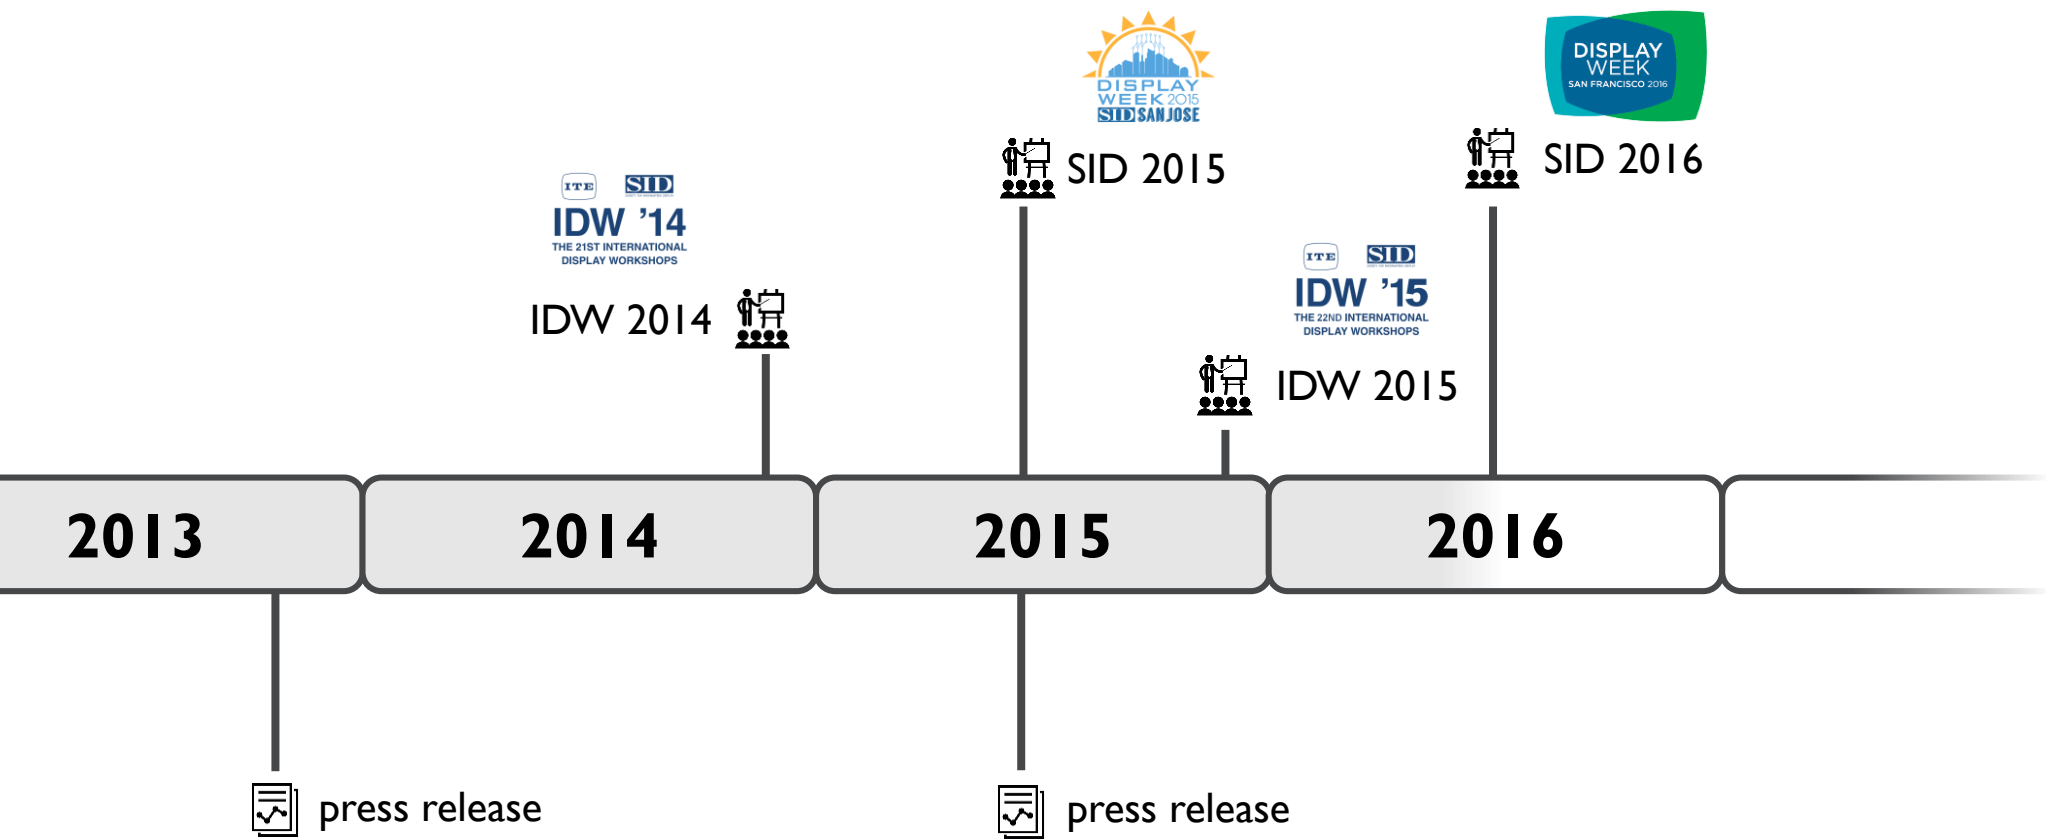 DISPLAY
WEEK 2015
SID SAN JOSE
DISPLAY
WEEK
SAN FRANCISCO 2016
SID 2015
SID 2016
ITE SID
IDW ’14
THE 21ST INTERNATIONAL
DISPLAY WORKSHOPS
IDW 2014
ITE SID
IDW ’15
THE 22ND INTERNATIONAL
DISPLAY WORKSHOPS
IDW 2015
2013
2014
2015
2016
press release
press release